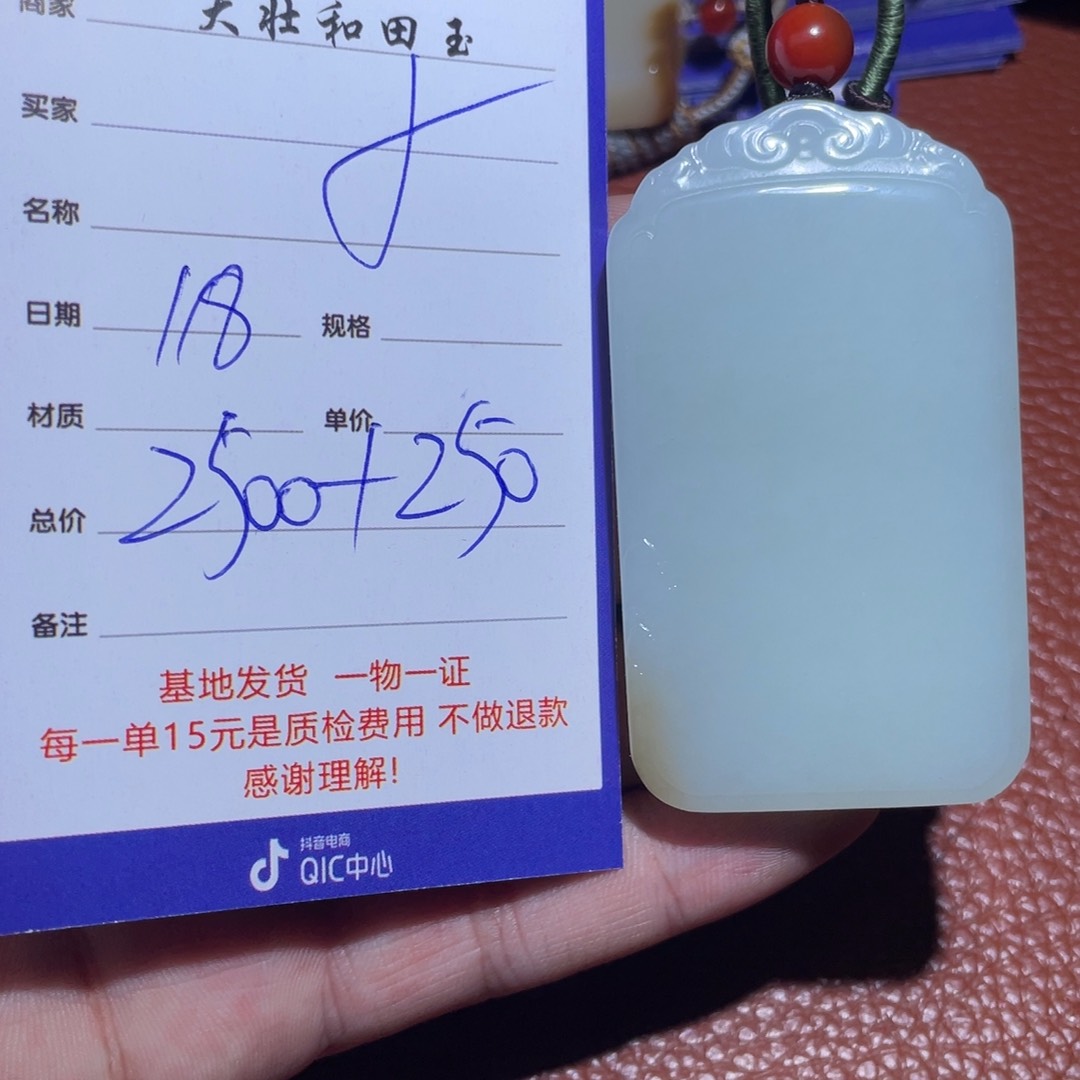 商家 大壮和田玉
买家
名称
日期 118 规格
材质 单价
总价 2500+250
备注
基地发货 一物一证
每一单15元是质检费用 不做退款
感谢理解!
抖音电商
QIC中心